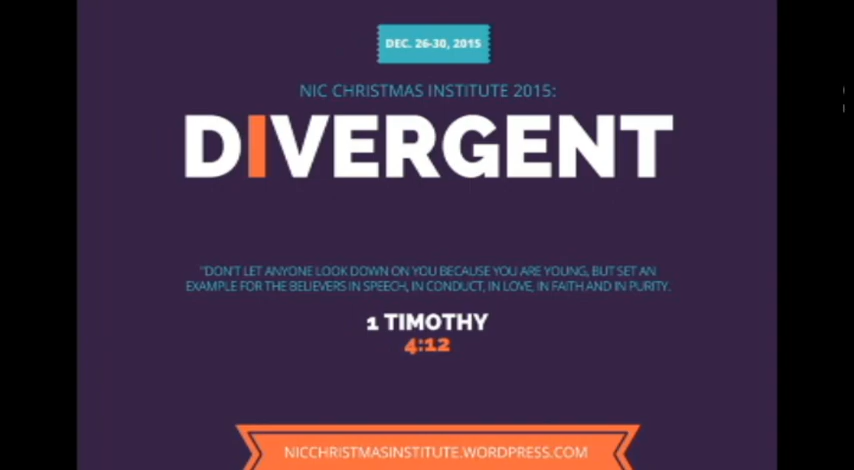 DEC. 26-30, 2015
NIC CHRISTMAS INSTITUTE 2015:
DIVERGENT
"DON'T LET ANYONE LOOK DOWN ON YOU BECAUSE YOU ARE YOUNG, BUT SET AN
EXAMPLE FOR THE BELIEVERS IN SPEECH, IN CONDUCT, IN LOVE, IN FAITH AND IN PURITY.
1 TIMOTHY
4:12
NICCHRISTMASINSTITUTE.WORDPRESS.COM